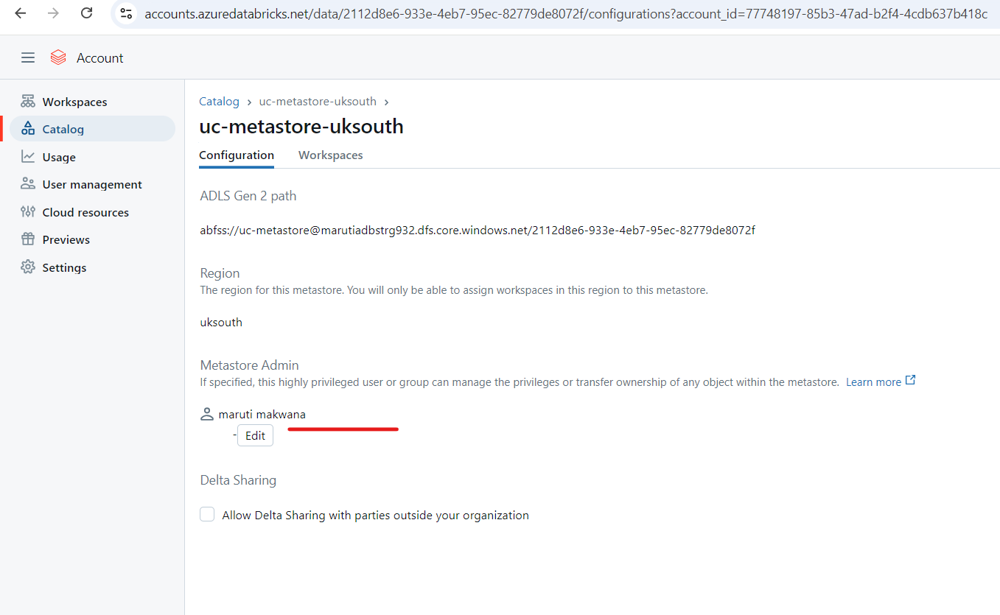 accounts.azuredatabricks.net/data/2112d8e6-933e-4eb7-95ec-82779de8072f/configurations?account_id=77748197-85b3-47ad-b2f4-4cdb637b418c
Account
Workspaces
Catalog
Usage
User management
Cloud resources
Previews
Settings
Catalog › uc-metastore-uksouth ›
uc-metastore-uksouth
Configuration Workspaces
ADLS Gen 2 path
abfss://uc-metastore@marutiadbstrg932.dfs.core.windows.net/2112d8e6-933e-4eb7-95ec-82779de8072f
Region
The region for this metastore. You will only be able to assign workspaces in this region to this metastore.
uksouth
Metastore Admin
If specified, this highly privileged user or group can manage the privileges or transfer ownership of any object within the metastore. Learn more
maruti makwana
- Edit
Delta Sharing
Allow Delta Sharing with parties outside your organization